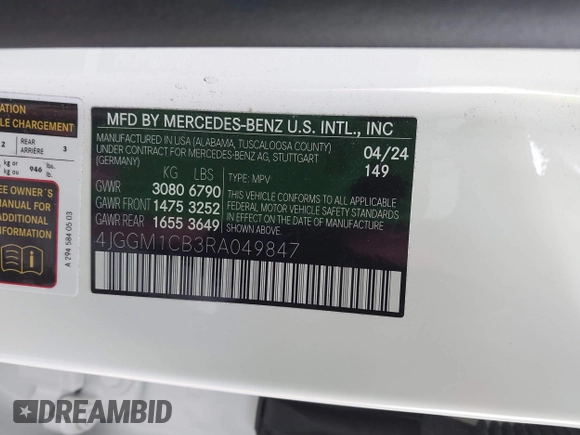 ATION
LE CHARGEMENT
2 REAR ARRIÈRE 3
kg or ou 946 lbs. lb.
EE OWNER´S
MANUAL FOR
ADDITIONAL
FORMATION
A 294 584 05 03
MFD BY MERCEDES-BENZ U.S. INTL., INC
MANUFACTURED IN USA (ALABAMA, TUSCALOOSA COUNTY)
UNDER CONTRACT FOR MERCEDES-BENZ AG, STUTTGART
(GERMANY)
04/24
149
KG LBS
GVWR 3080 6790
GAWR FRONT 1475 3252
GAWR REAR 1655 3649
TYPE: MPV
THIS VEHICLE CONFORMS TO ALL APPLICABLE
FEDERAL MOTOR VEHICLE SAFETY STANDARDS
IN EFFECT ON THE DATE OF MANUFACTURE
SHOWN ABOVE.
4JGGM1CB3RA049847
DREAMBID